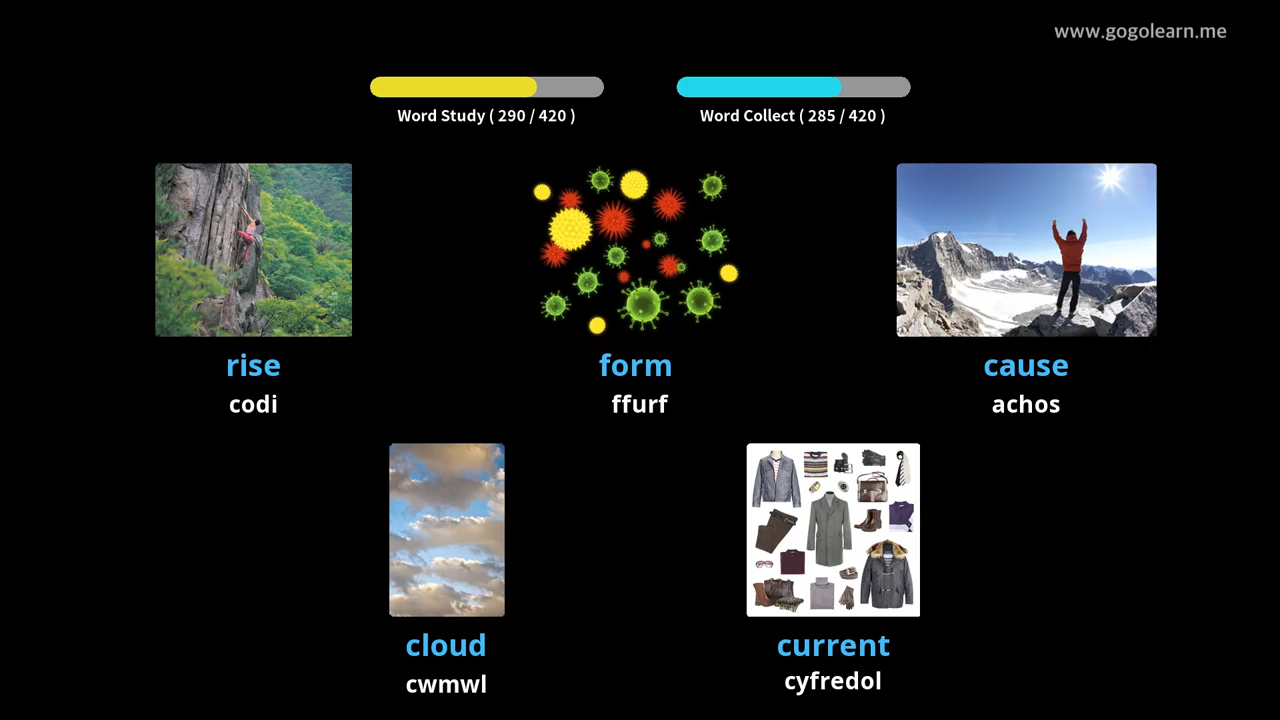 www.gogolearn.me
Word Study ( 290 / 420 )
Word Collect ( 285 / 420 )
rise
codi
form
ffurf
cause
achos
cloud
cwmwl
current
cyfredol